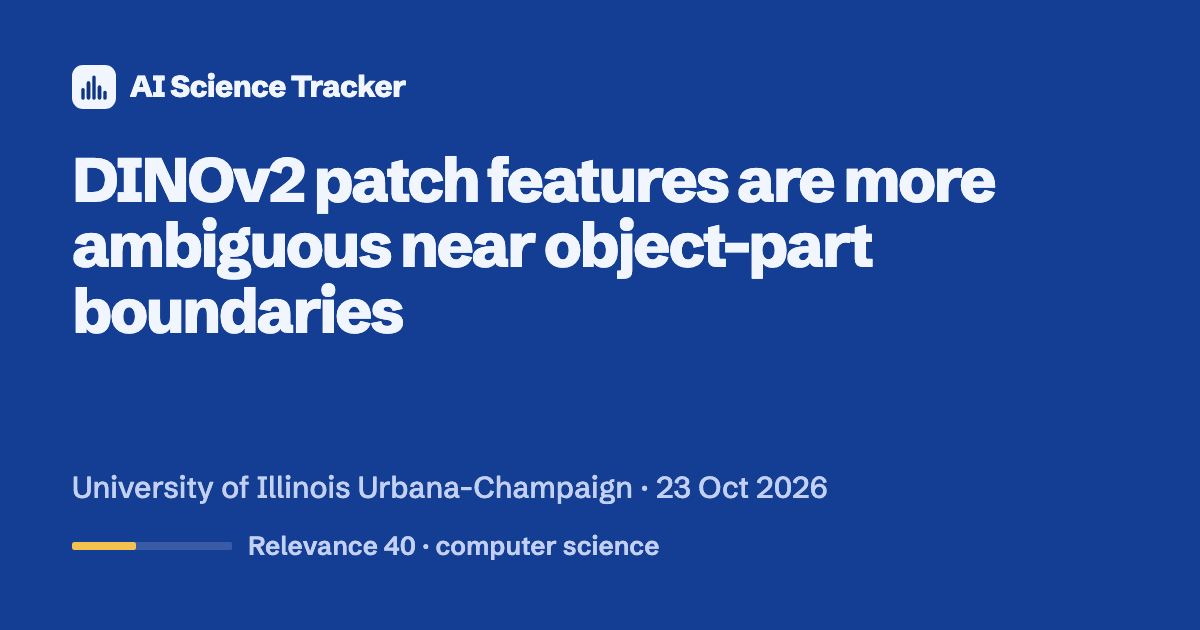 AI Science Tracker
DINOv2 patch features are more
ambiguous near object-part
boundaries
University of Illinois Urbana-Champaign · 23 Oct 2026
Relevance 40 · computer science